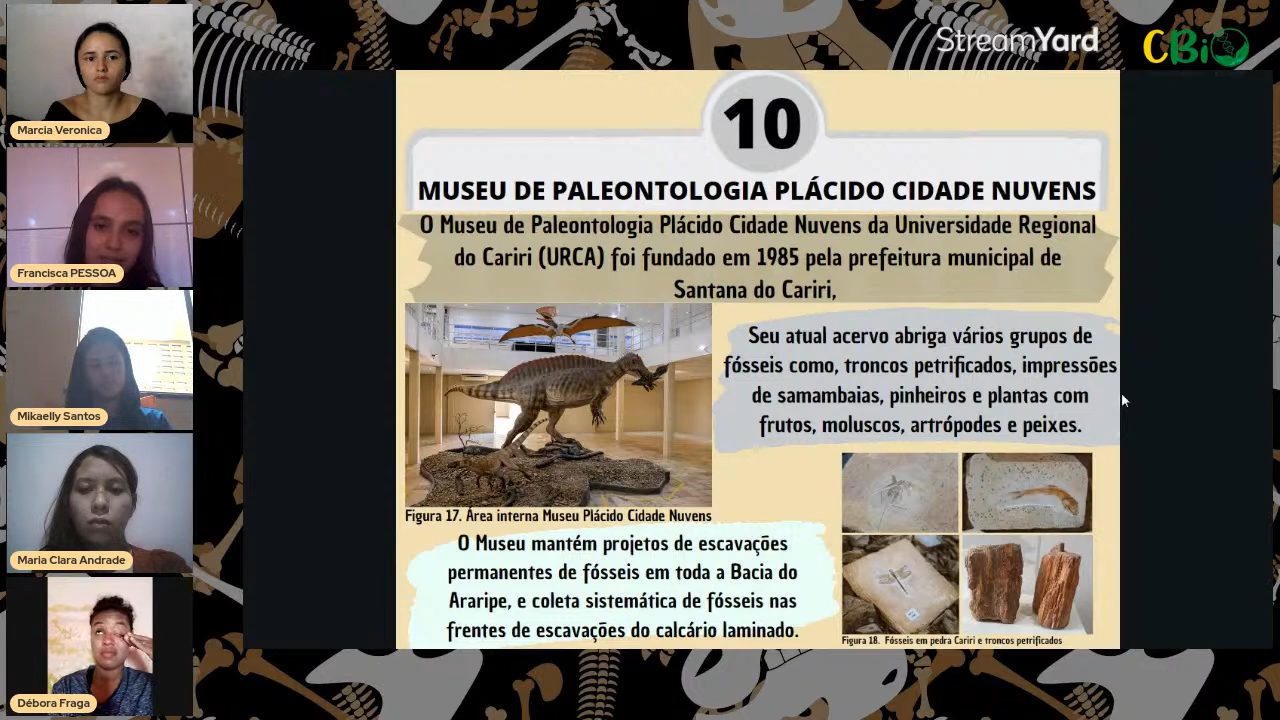 StreamYard
CBiO
Marcia Veronica
Francisca PESSOA
Mikaelly Santos
Maria Clara Andrade
Débora Fraga
10
MUSEU DE PALEONTOLOGIA PLÁCIDO CIDADE NUVENS
O Museu de Paleontologia Plácido Cidade Nuvens da Universidade Regional
do Cariri (URCA) foi fundado em 1985 pela prefeitura municipal de
Santana do Cariri,
Seu atual acervo abriga vários grupos de
fósseis como, troncos petrificados, impressões
de samambaias, pinheiros e plantas com
frutos, moluscos, artrópodes e peixes.
Figura 17. Área interna Museu Plácido Cidade Nuvens
O Museu mantém projetos de escavações
permanentes de fósseis em toda a Bacia do
Araripe, e coleta sistemática de fósseis nas
frentes de escavações do calcário laminado.
Figura 18. Fósseis em pedra Cariri e troncos petrificados